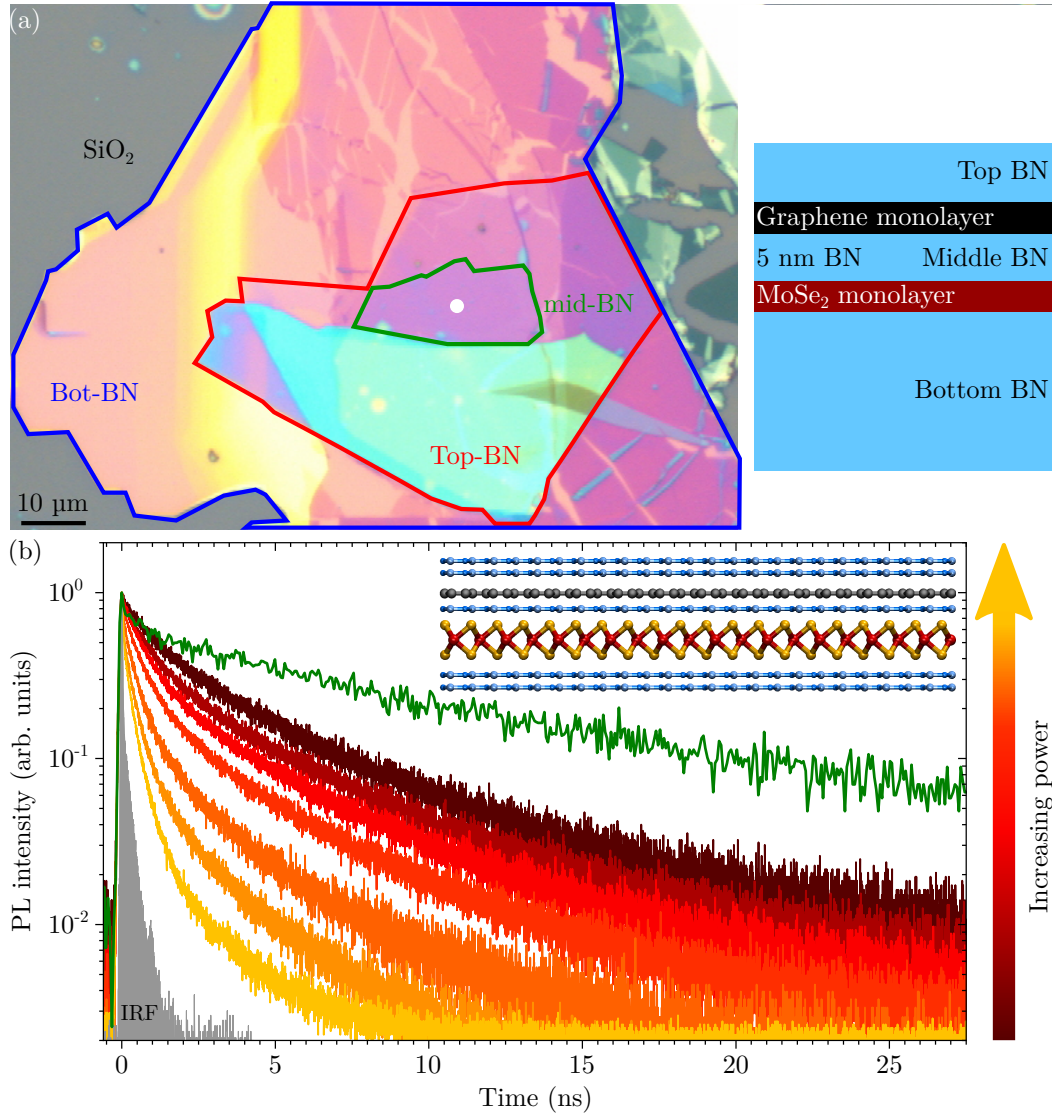 (a)
SiO₂
mid-BN
Bot-BN
Top-BN
10 µm
Top BN
Graphene monolayer
5 nm BN Middle BN
MoSe₂ monolayer
Bottom BN
(b)
PL intensity (arb. units)
10⁰
10⁻¹
10⁻²
IRF
0 5 10 15 20 25
Time (ns)
Increasing power